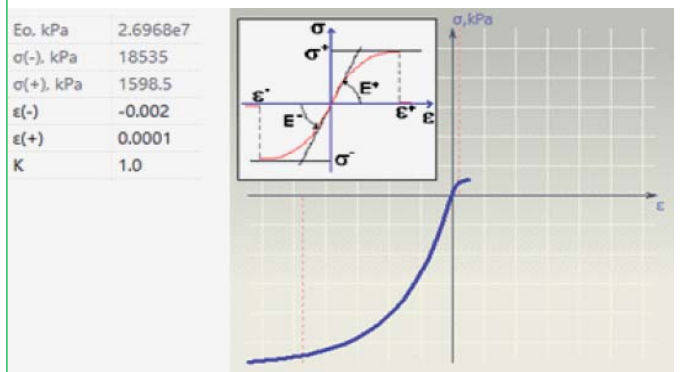 Eo, kPa 2.6968e7
σ(-), kPa 18535
σ(+), kPa 1598.5
ε(-) -0.002
ε(+) 0.0001
K 1.0
σ
σ⁺
ε⁻
E⁺
E⁻
ε⁺ ε
σ⁻
σ,kPa
ε